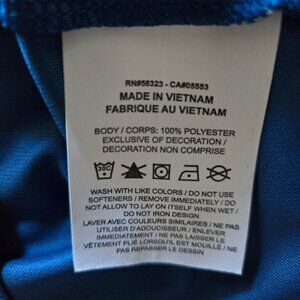 RN#56323 - CA#05553
MADE IN VIETNAM
FABRIQUE AU VIETNAM
BODY / CORPS: 100% POLYESTER
EXCLUSIVE OF DECORATION /
DECORATION NON COMPRISE
WASH WITH LIKE COLORS / DO NOT USE
SOFTENERS / REMOVE IMMEDIATELY / DO
NOT ALLOW TO LAY ON ITSELF WHEN WET /
DO NOT IRON DESIGN
LAVER AVEC COULEURS SIMILAIRES / NE PAS
UTILISER D'ADOUCISSEUR / ENLEVER
IMMÉDIATEMENT / NE PAS LAISSER LE
VÊTEMENT PLIÉ LORSQU'IL EST MOUILLÉ / NE
PAS REPASSER LE DESSIN